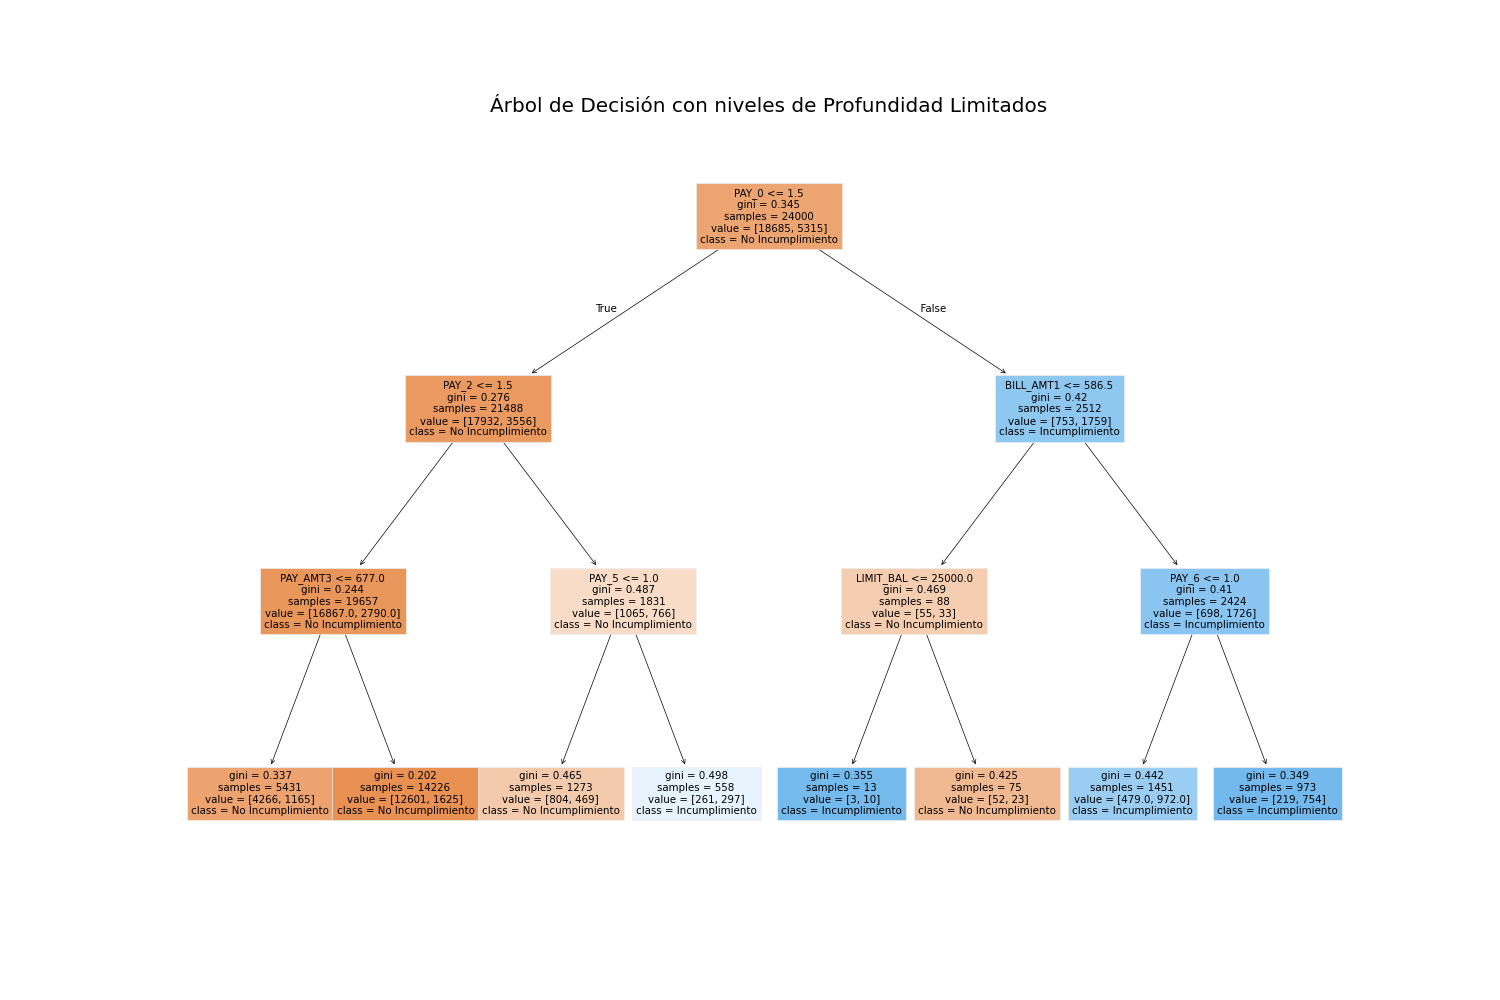 Árbol de Decisión con niveles de Profundidad Limitados
PAY_0 <= 1.5
gini = 0.345
samples = 24000
value = [18685, 5315]
class = No Incumplimiento
True
False
PAY_2 <= 1.5
gini = 0.276
samples = 21488
value = [17932, 3556]
class = No Incumplimiento
BILL_AMT1 <= 586.5
gini = 0.42
samples = 2512
value = [753, 1759]
class = Incumplimiento
PAY_AMT3 <= 677.0
gini = 0.244
samples = 19657
value = [16867.0, 2790.0]
class = No Incumplimiento
PAY_5 <= 1.0
gini = 0.487
samples = 1831
value = [1065, 766]
class = No Incumplimiento
LIMIT_BAL <= 25000.0
gini = 0.469
samples = 88
value = [55, 33]
class = No Incumplimiento
PAY_6 <= 1.0
gini = 0.41
samples = 2424
value = [698, 1726]
class = Incumplimiento
gini = 0.337
samples = 5431
value = [4266, 1165]
class = No Incumplimiento
gini = 0.202
samples = 14226
value = [12601, 1625]
class = No Incumplimiento
gini = 0.465
samples = 1273
value = [804, 469]
class = No Incumplimiento
gini = 0.498
samples = 558
value = [261, 297]
class = Incumplimiento
gini = 0.355
samples = 13
value = [3, 10]
class = Incumplimiento
gini = 0.425
samples = 75
value = [52, 23]
class = No Incumplimiento
gini = 0.442
samples = 1451
value = [479.0, 972.0]
class = Incumplimiento
gini = 0.349
samples = 973
value = [219, 754]
class = Incumplimiento